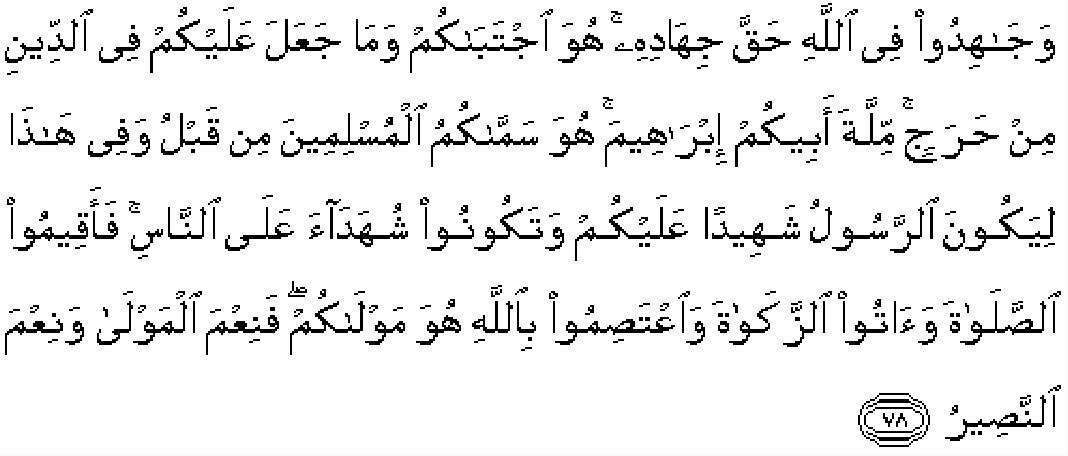 وَجَـٰهِدُوا۟ فِى ٱللَّهِ حَقَّ جِهَادِهِۦ ۚ هُوَ ٱجْتَبَىٰكُمْ وَمَا جَعَلَ عَلَيْكُمْ فِى ٱلدِّينِ
مِنْ حَرَجٍ ۚ مِّلَّةَ أَبِيكُمْ إِبْرَٰهِيمَ ۚ هُوَ سَمَّىٰكُمُ ٱلْمُسْلِمِينَ مِن قَبْلُ وَفِى هَـٰذَا
لِيَكُونَ ٱلرَّسُولُ شَهِيدًا عَلَيْكُمْ وَتَكُونُوا۟ شُهَدَآءَ عَلَى ٱلنَّاسِ ۚ فَأَقِيمُوا۟
ٱلصَّلَوٰةَ وَءَاتُوا۟ ٱلزَّكَوٰةَ وَٱعْتَصِمُوا۟ بِٱللَّهِ هُوَ مَوْلَىٰكُمْ ۖ فَنِعْمَ ٱلْمَوْلَىٰ وَنِعْمَ
ٱلنَّصِيرُ ٧٨